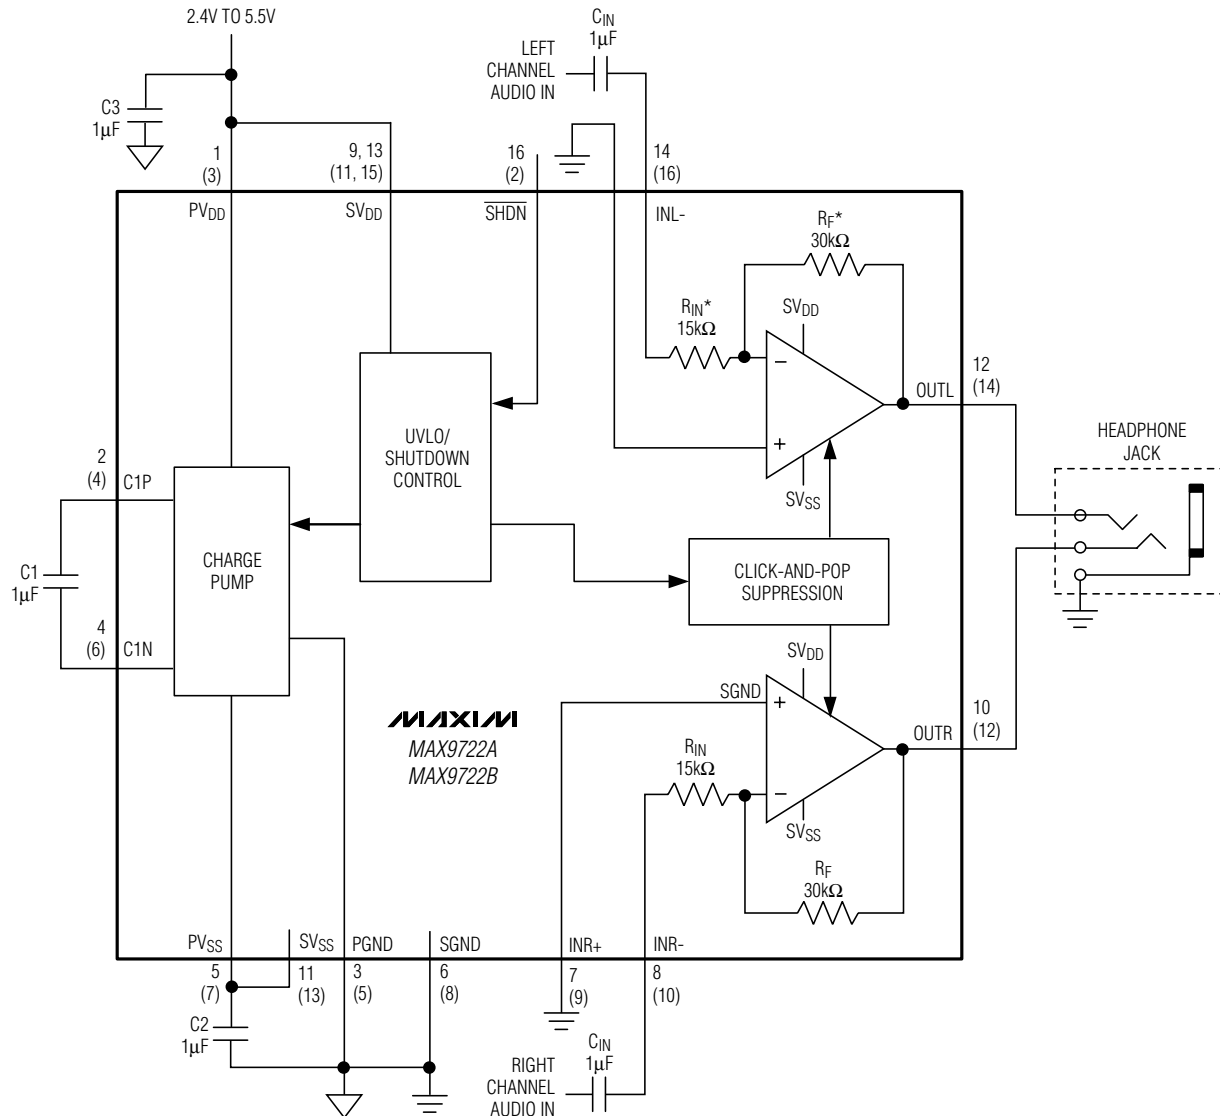 2.4V TO 5.5V
C3
1μF
1
(3)
9, 13
(11, 15)
16
(2)
LEFT
CHANNEL
AUDIO IN
CIN
1μF
14
(16)
PVDD
SVDD
SHDN
INL-
RF*
30kΩ
RIN*
15kΩ
SVDD
−
+
SVSS
OUTL
12
(14)
HEADPHONE
JACK
UVLO/
SHUTDOWN
CONTROL
2
(4)
C1P
C1
1μF
4
(6)
C1N
CHARGE
PUMP
CLICK-AND-POP
SUPPRESSION
MAXIM
MAX9722A
MAX9722B
SVDD
SGND
+
−
SVSS
RIN
15kΩ
RF
30kΩ
OUTR
10
(12)
PVSS
SVSS
PGND
SGND
INR+
INR-
5
(7)
11
(13)
3
(5)
6
(8)
7
(9)
8
(10)
C2
1μF
RIGHT
CHANNEL
AUDIO IN
CIN
1μF